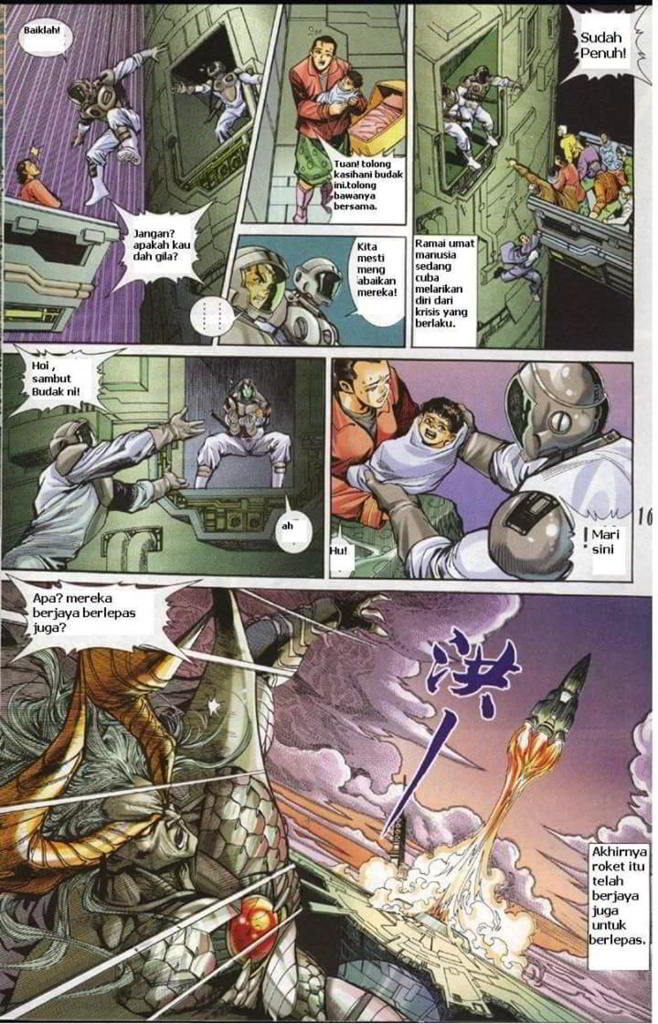 Sudah
Penuh!
Ramai umat
manusia
sedang
cuba
melarikan
diri dari
krisis yang
berlaku.
Tuan! tolong
kasihani budak
ini.tolong
bawanya
bersama.
Kita
mesti
meng
abaikan
mereka!
Baiklah!
Jangan?
apakah kau
dah gila?
Hoi ,
sambut
Budak ni!
ah
Hu!
! Mari
sini
16
Apa? mereka
berjaya berlepas
juga?
洪
Akhirnya
roket itu
telah
berjaya
juga
untuk
berlepas.